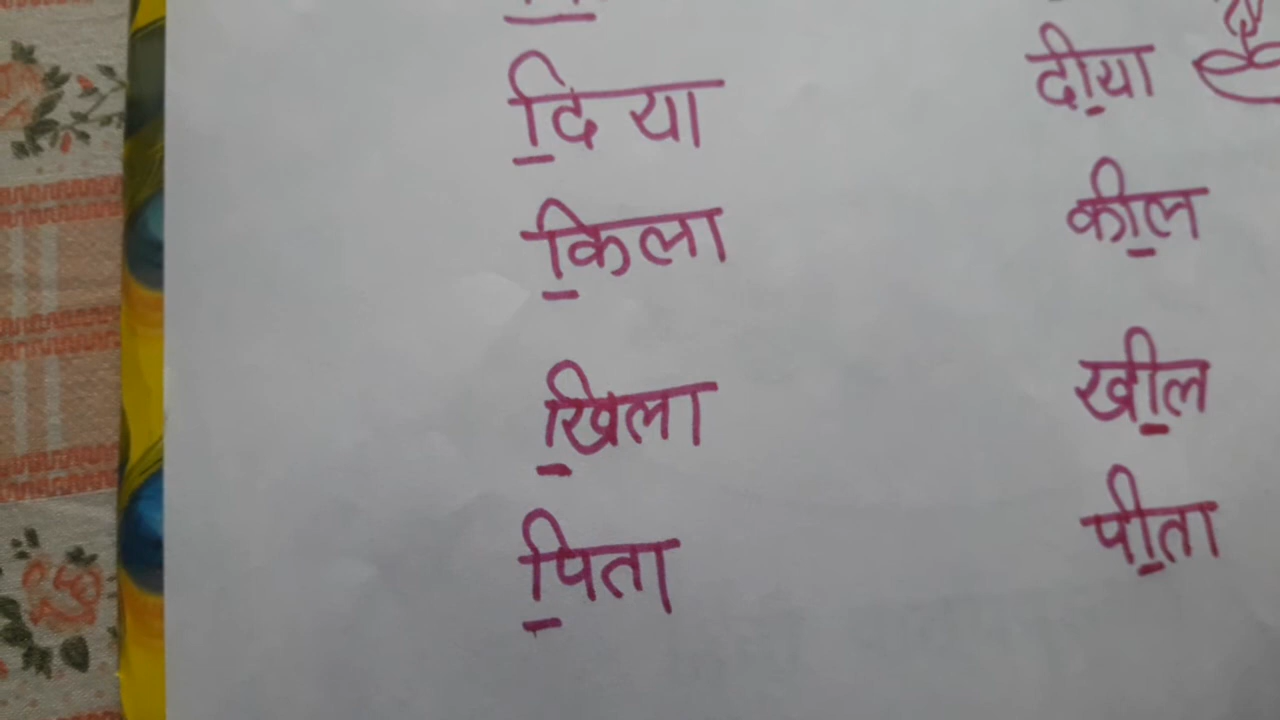 दिया दीया
किला कील
खिला खील
पिता पीता